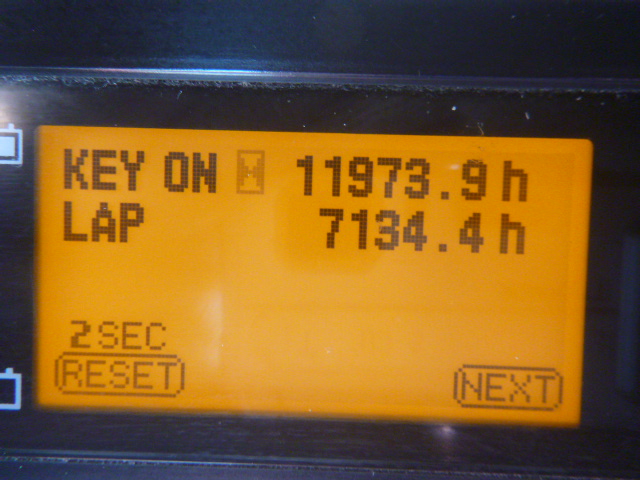 KEY ON M 11973.9 h
LAP 7134.4 h
2 SEC
RESET
NEXT